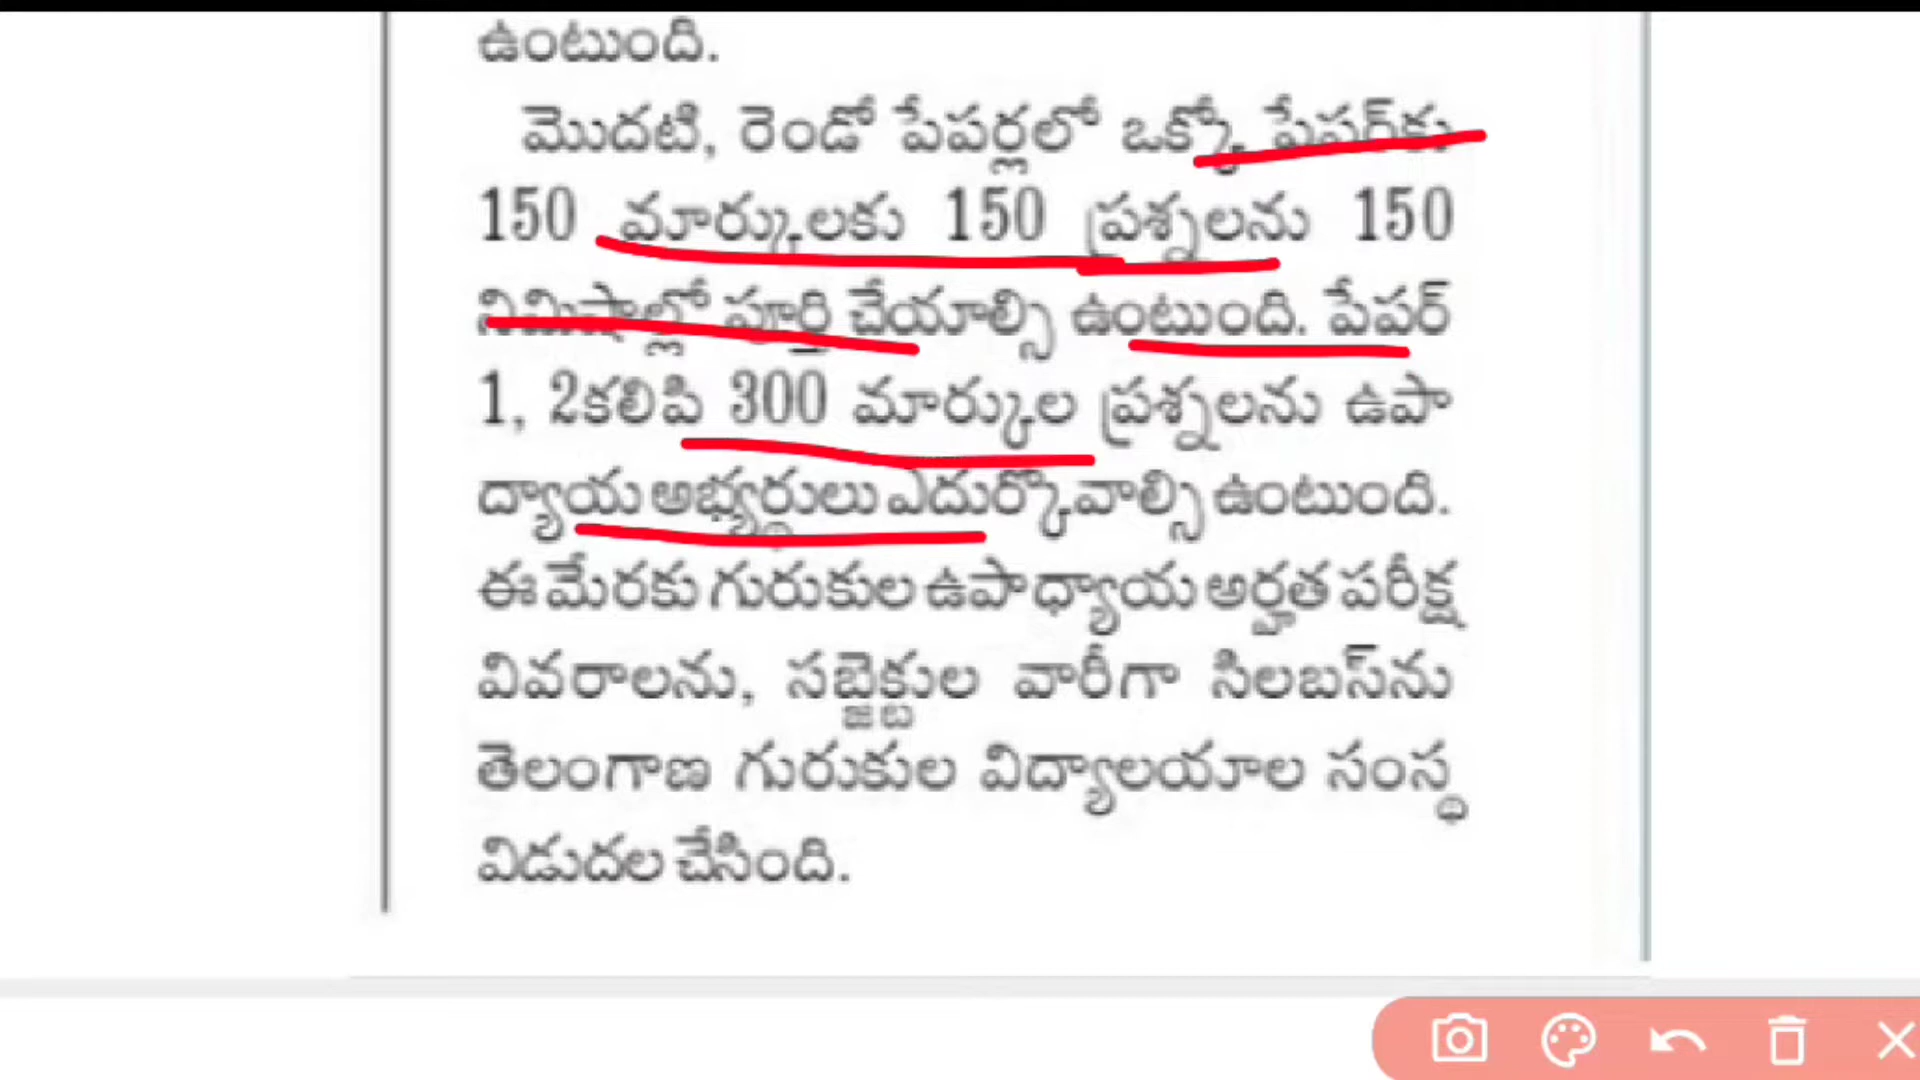 ఉంటుంది.
మొదటి, రెండో పేపర్లలో ఒక్కో పేపర్‌కు
150 మార్కులకు 150 ప్రశ్నలను 150
నిమిషాల్లో పూర్తి చేయాల్సి ఉంటుంది. పేపర్
1, 2కలిపి 300 మార్కుల ప్రశ్నలను ఉపా
ద్యాయ అభ్యర్థులు ఎదుర్కొవాల్సి ఉంటుంది.
ఈ మేరకు గురుకుల ఉపాధ్యాయ అర్హత పరీక్ష
వివరాలను, సబ్జెక్టుల వారీగా సిలబస్‌ను
తెలంగాణ గురుకుల విద్యాలయాల సంస్థ
విడుదల చేసింది.